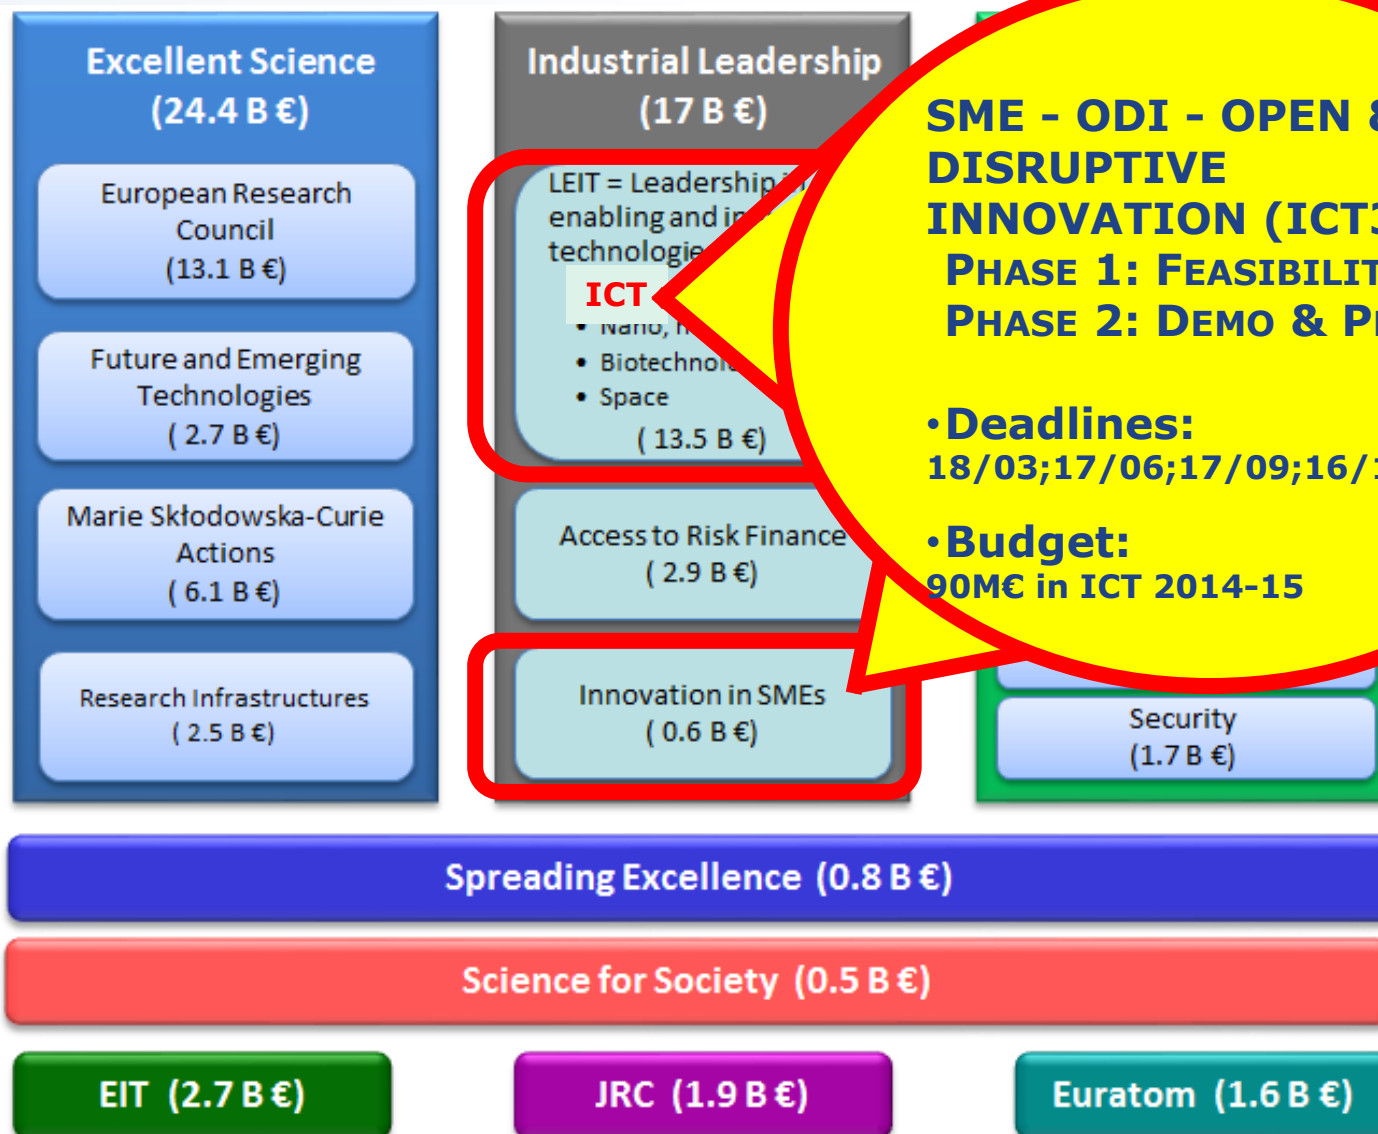 Excellent Science
(24.4 B €)
European Research
Council
(13.1 B €)
Future and Emerging
Technologies
( 2.7 B €)
Marie Skłodowska-Curie
Actions
( 6.1 B €)
Research Infrastructures
( 2.5 B €)
Industrial Leadership
(17 B €)
LEIT = Leadership
enabling and
ICT
• Nano,
• Space
( 13.5 B €)
Access to Risk Finance
( 2.9 B €)
Innovation in SMEs
( 0.6 B €)
SME - ODI - OPEN &
DISRUPTIVE
INNOVATION (ICT3
PHASE 1:
PHASE 2: DEMO &
•Deadlines:
18/03;17/06;17/09;16/
•Budget:
90M€ in ICT 2014-15
Security
(1.7 B €)
Spreading Excellence (0.8 B €)
Science for Society (0.5 B €)
EIT (2.7 B €)
JRC (1.9 B €)
Euratom (1.6 B €)